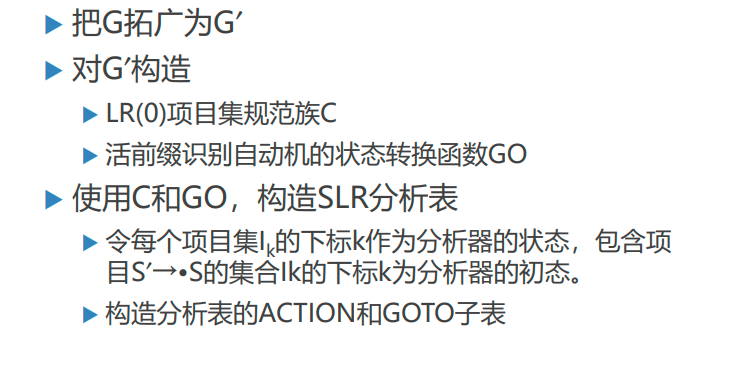 把G拓广为G′
对G′构造
LR(0)项目集规范族C
活前缀识别自动机的状态转换函数GO
使用C和GO，构造SLR分析表
令每个项目集Ik的下标k作为分析器的状态，包含项
目S′→•S的集合Ik的下标k为分析器的初态。
构造分析表的ACTION和GOTO子表